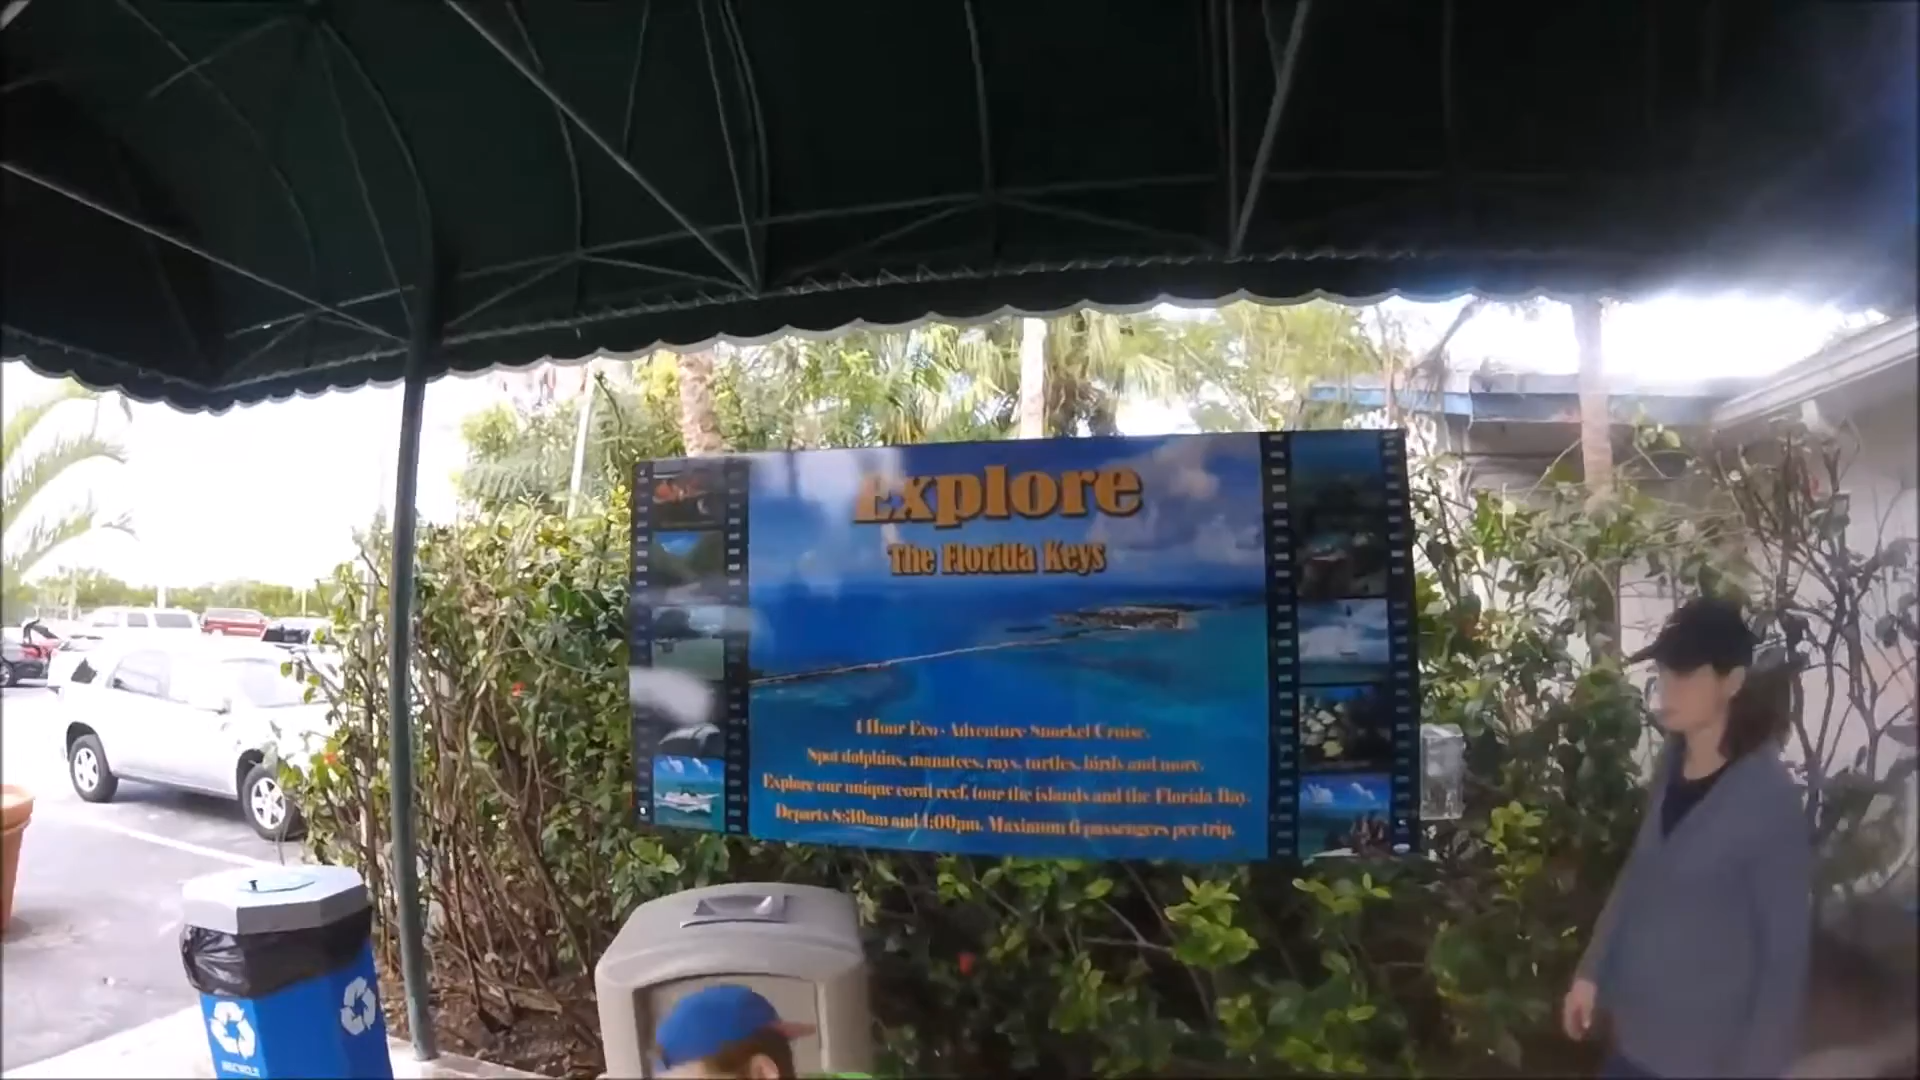 Explore
The Florida Keys
4 Hour Eco - Adventure Snorkel Cruise.
Spot dolphins, manatees, rays, turtles, birds and more.
Explore our unique coral reef, tour the islands and the Florida Bay.
Departs 8:30am and 1:00pm. Maximum 6 passengers per trip.
RECYCLE